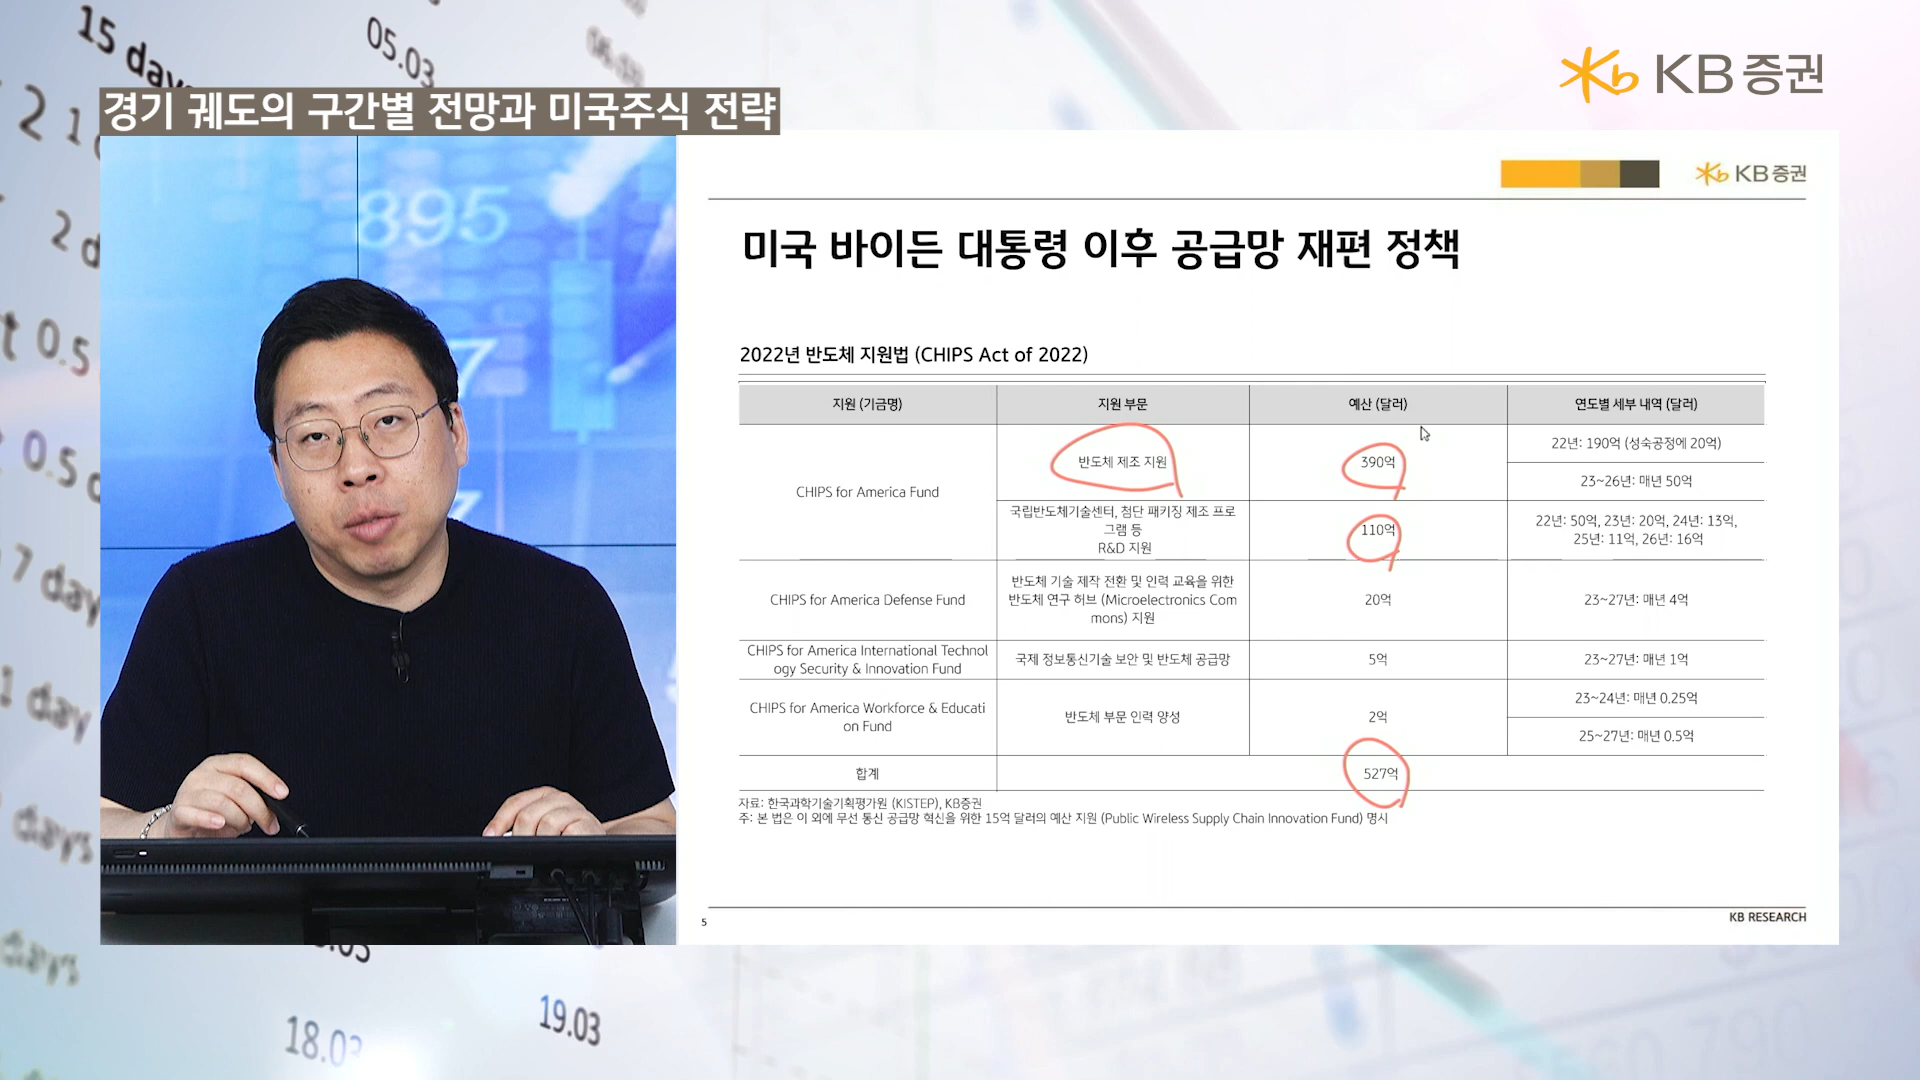 15 days
05.03
06.03
KB 증권
경기 궤도의 구간별 전망과 미국주식 전략
895
KB 증권
미국 바이든 대통령 이후 공급망 재편 정책
2022년 반도체 지원법 (CHIPS Act of 2022)
지원 (기금명)
지원 부문
예산 (달러)
연도별 세부 내역 (달러)
CHIPS for America Fund
반도체 제조 지원
390억
22년: 190억 (성숙공정에 20억)
23~26년: 매년 50억
국립반도체기술센터, 첨단 패키징 제조 프로
그램 등
R&D 지원
110억
22년: 50억, 23년: 20억, 24년: 13억,
25년: 11억, 26년: 16억
CHIPS for America Defense Fund
반도체 기술 제작 전환 및 인력 교육을 위한
반도체 연구 허브 (Microelectronics Com
mons) 지원
20억
23~27년: 매년 4억
CHIPS for America International Technol
ogy Security & Innovation Fund
국제 정보통신기술 보안 및 반도체 공급망
5억
23~27년: 매년 1억
CHIPS for America Workforce & Educati
on Fund
반도체 부문 인력 양성
2억
23~24년: 매년 0.25억
25~27년: 매년 0.5억
합계
527억
자료: 한국과학기술기획평가원 (KISTEP), KB증권
주: 본 법은 이 외에 무선 통신 공급망 혁신을 위한 15억 달러의 예산 지원 (Public Wireless Supply Chain Innovation Fund) 명시
5
KB RESEARCH
18.03
19.03